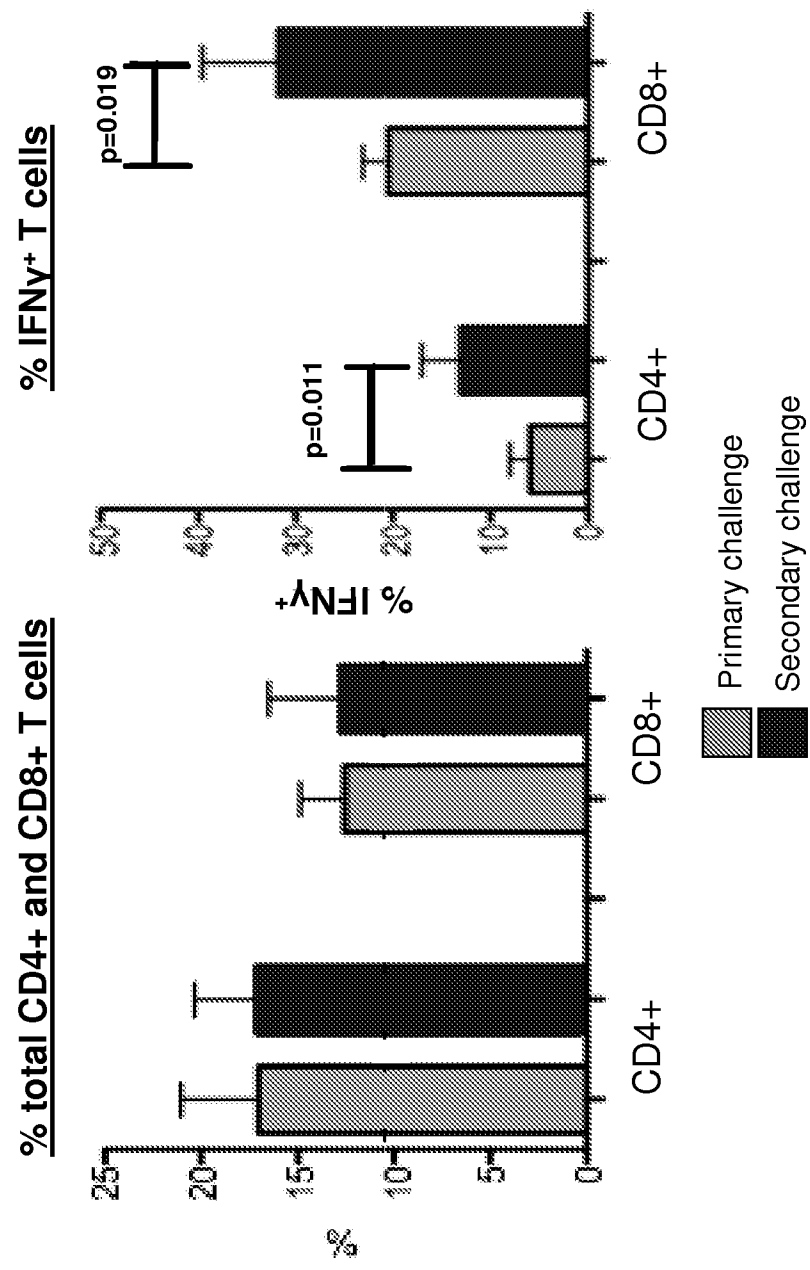 % total CD4+ and CD8+ T cells
%
25
20
15
10
5
0
CD4+
CD8+
% IFNγ⁺ T cells
% IFNγ⁺
50
40
30
20
10
0
p=0.011
p=0.019
CD4+
CD8+
Primary challenge
Secondary challenge